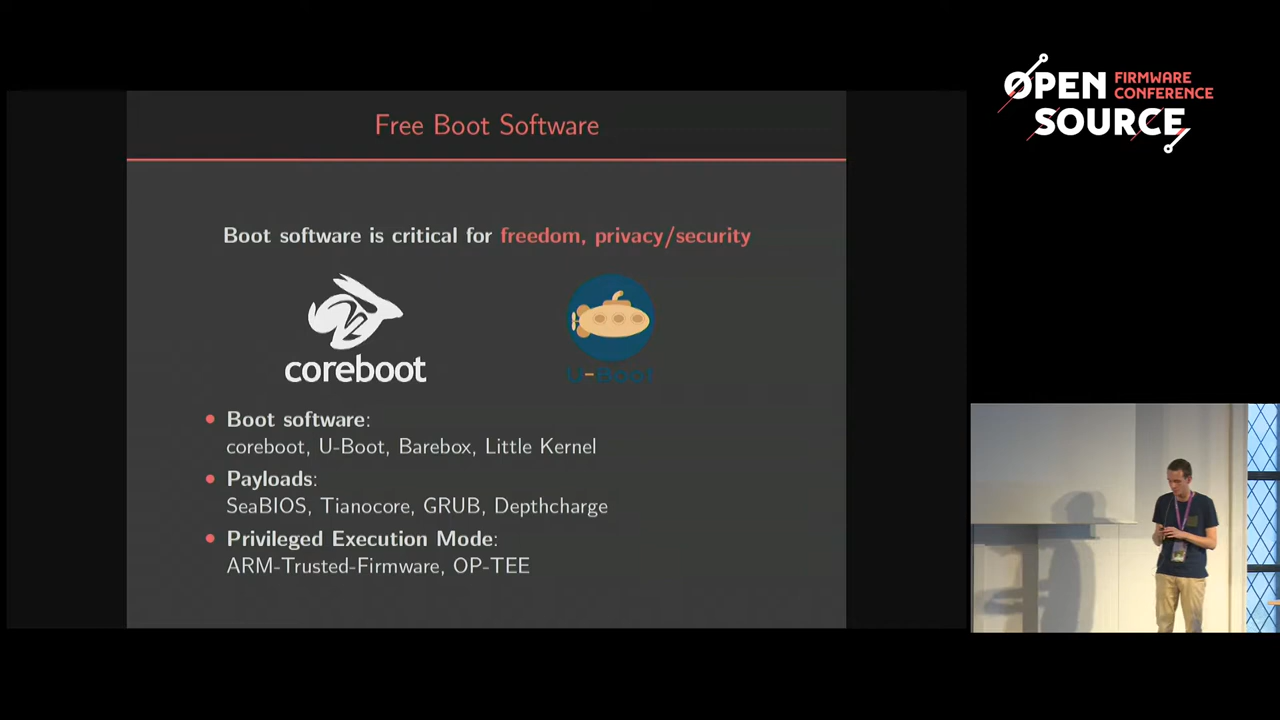 OPEN FIRMWARE CONFERENCE SOURCE
Free Boot Software
Boot software is critical for freedom, privacy/security
coreboot
U-Boot
• Boot software:
coreboot, U-Boot, Barebox, Little Kernel
• Payloads:
SeaBIOS, Tianocore, GRUB, Depthcharge
• Privileged Execution Mode:
ARM-Trusted-Firmware, OP-TEE